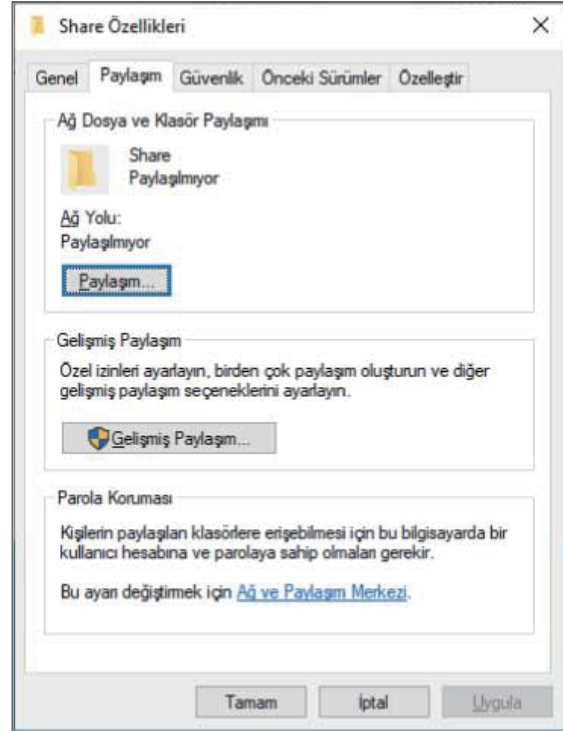 Share Özellikleri
Genel Paylaşım Güvenlik Önceki Sürümler Özelleştir
Ağ Dosya ve Klasör Paylaşımı
Share
Paylaşılmıyor
Ağ Yolu:
Paylaşılmıyor
Paylaşım...
Gelişmiş Paylaşım
Özel izinleri ayarlayın, birden çok paylaşım oluşturun ve diğer
gelişmiş paylaşım seçeneklerini ayarlayın.
Gelişmiş Paylaşım...
Parola Koruması
Kişilerin paylaşılan klasörlere erişebilmesi için bu bilgisayarda bir
kullanıcı hesabına ve parolaya sahip olmaları gerekir.
Bu ayarı değiştirmek için Ağ ve Paylaşım Merkezi.
Tamam İptal Uygula